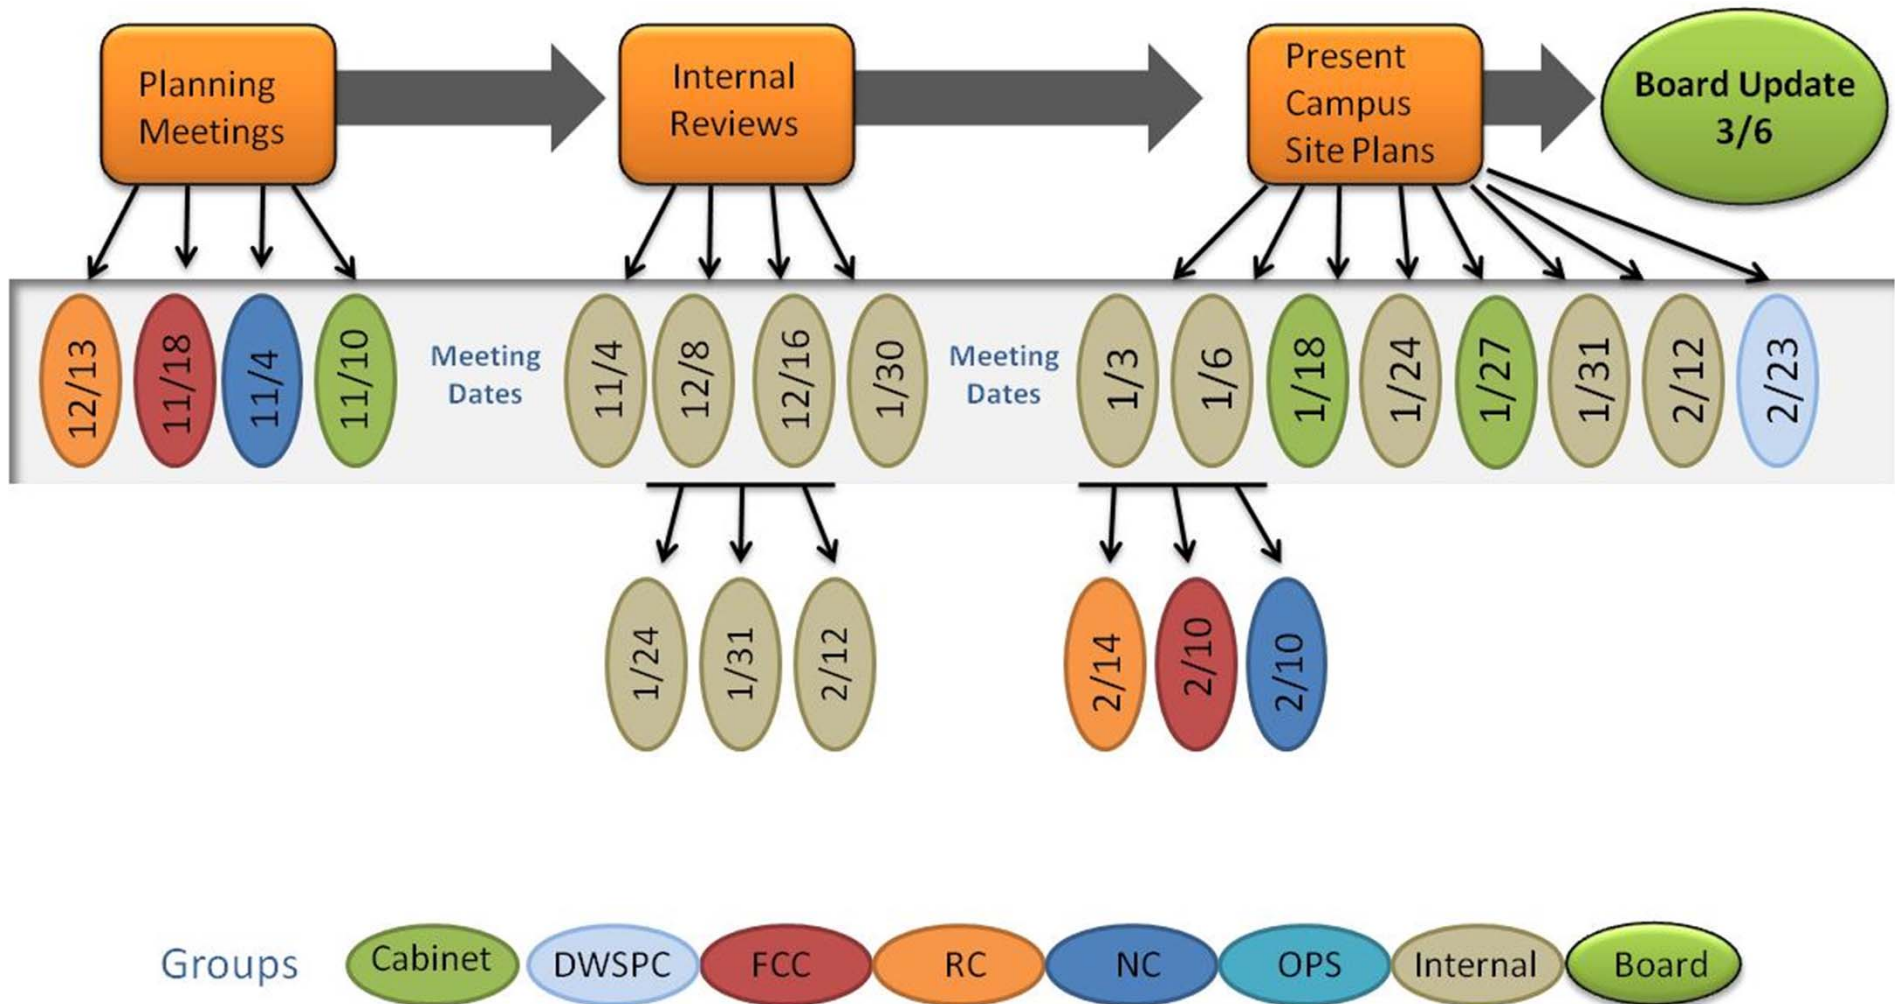 Planning
Meetings
Internal
Reviews
Present
Campus
Site Plans
Board Update
3/6
12/13
11/18
11/4
11/10
Meeting
Dates
11/4
12/8
12/16
1/30
Meeting
Dates
1/3
1/6
1/18
1/24
1/27
1/31
2/12
2/23
1/24
1/31
2/12
2/14
2/10
2/10
Groups
Cabinet
DWSPC
FCC
RC
NC
OPS
Internal
Board